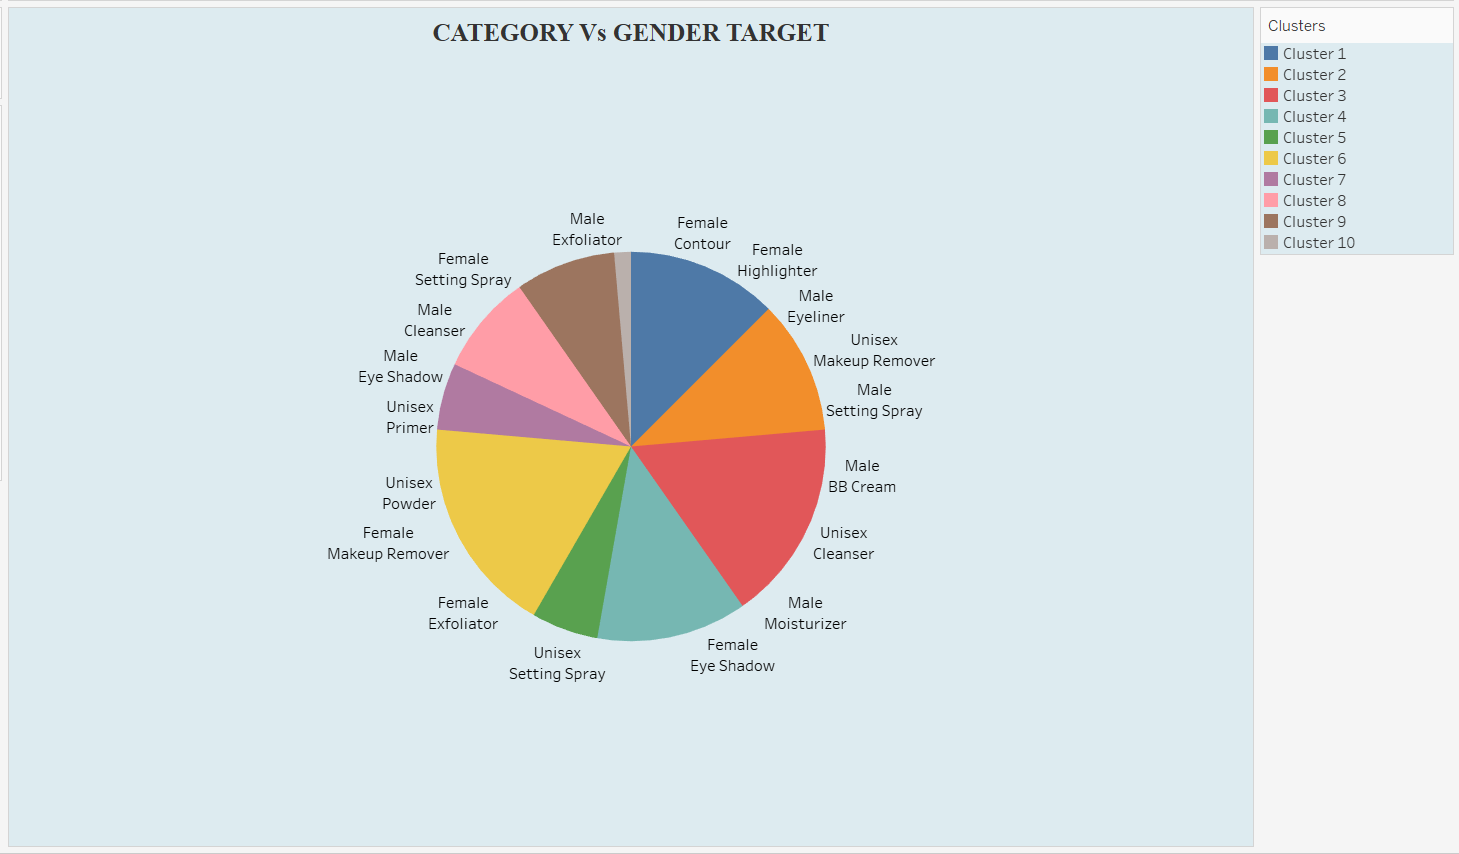 CATEGORY Vs GENDER TARGET
Male
Exfoliator
Female
Contour
Female
Highlighter
Male
Eyeliner
Unisex
Makeup Remover
Male
Setting Spray
Male
BB Cream
Unisex
Cleanser
Male
Moisturizer
Female
Eye Shadow
Unisex
Setting Spray
Female
Exfoliator
Female
Makeup Remover
Unisex
Powder
Unisex
Primer
Male
Eye Shadow
Male
Cleanser
Female
Setting Spray
Clusters
Cluster 1
Cluster 2
Cluster 3
Cluster 4
Cluster 5
Cluster 6
Cluster 7
Cluster 8
Cluster 9
Cluster 10